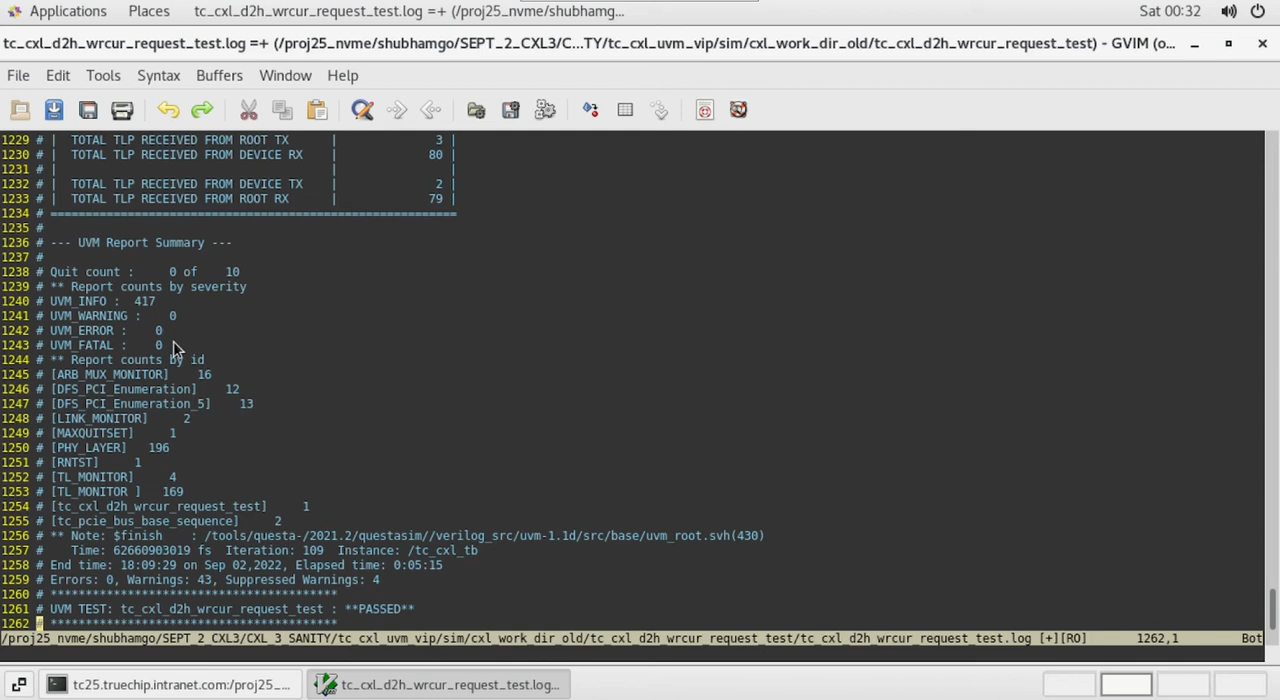 Applications Places tc_cxl_d2h_wrcur_request_test.log =+ (/proj25_nvme/shubhamg... Sat 00:32
tc_cxl_d2h_wrcur_request_test.log =+ (/proj25_nvme/shubhamgo/SEPT_2_CXL3/C...TY/tc_cxl_uvm_vip/sim/cxl_work_dir_old/tc_cxl_d2h_wrcur_request_test) - GVIM (o...
File Edit Tools Syntax Buffers Window Help
1229 # | TOTAL TLP RECEIVED FROM ROOT TX | 3 |
1230 # | TOTAL TLP RECEIVED FROM DEVICE RX | 80 |
1231 # | | |
1232 # | TOTAL TLP RECEIVED FROM DEVICE TX | 2 |
1233 # | TOTAL TLP RECEIVED FROM ROOT RX | 79 |
1234 # ==========================================================
1235 #
1236 # --- UVM Report Summary ---
1237 #
1238 # Quit count : 0 of 10
1239 # ** Report counts by severity
1240 # UVM_INFO : 417
1241 # UVM_WARNING : 0
1242 # UVM_ERROR : 0
1243 # UVM_FATAL : 0
1244 # ** Report counts by id
1245 # [ARB_MUX_MONITOR] 16
1246 # [DFS_PCI_Enumeration] 12
1247 # [DFS_PCI_Enumeration_5] 13
1248 # [LINK_MONITOR] 2
1249 # [MAXQUITSET] 1
1250 # [PHY_LAYER] 196
1251 # [RNTST] 1
1252 # [TL_MONITOR] 4
1253 # [TL_MONITOR ] 169
1254 # [tc_cxl_d2h_wrcur_request_test] 1
1255 # [tc_pcie_bus_base_sequence] 2
1256 # ** Note: $finish : /tools/questa-/2021.2/questasim//verilog_src/uvm-1.1d/src/base/uvm_root.svh(430)
1257 # Time: 62660903019 fs Iteration: 109 Instance: /tc_cxl_tb
1258 # End time: 18:09:29 on Sep 02,2022, Elapsed time: 0:05:15
1259 # Errors: 0, Warnings: 43, Suppressed Warnings: 4
1260 # *****************************************
1261 # UVM TEST: tc_cxl_d2h_wrcur_request_test : **PASSED**
1262 # *****************************************
/proj25_nvme/shubhamgo/SEPT_2_CXL3/CXL_3_SANITY/tc_cxl_uvm_vip/sim/cxl_work_dir_old/tc_cxl_d2h_wrcur_request_test/tc_cxl_d2h_wrcur_request_test.log [+][RO] 1262,1 Bot
tc25.truechip.intranet.com:/proj25_... tc_cxl_d2h_wrcur_request_test.log...